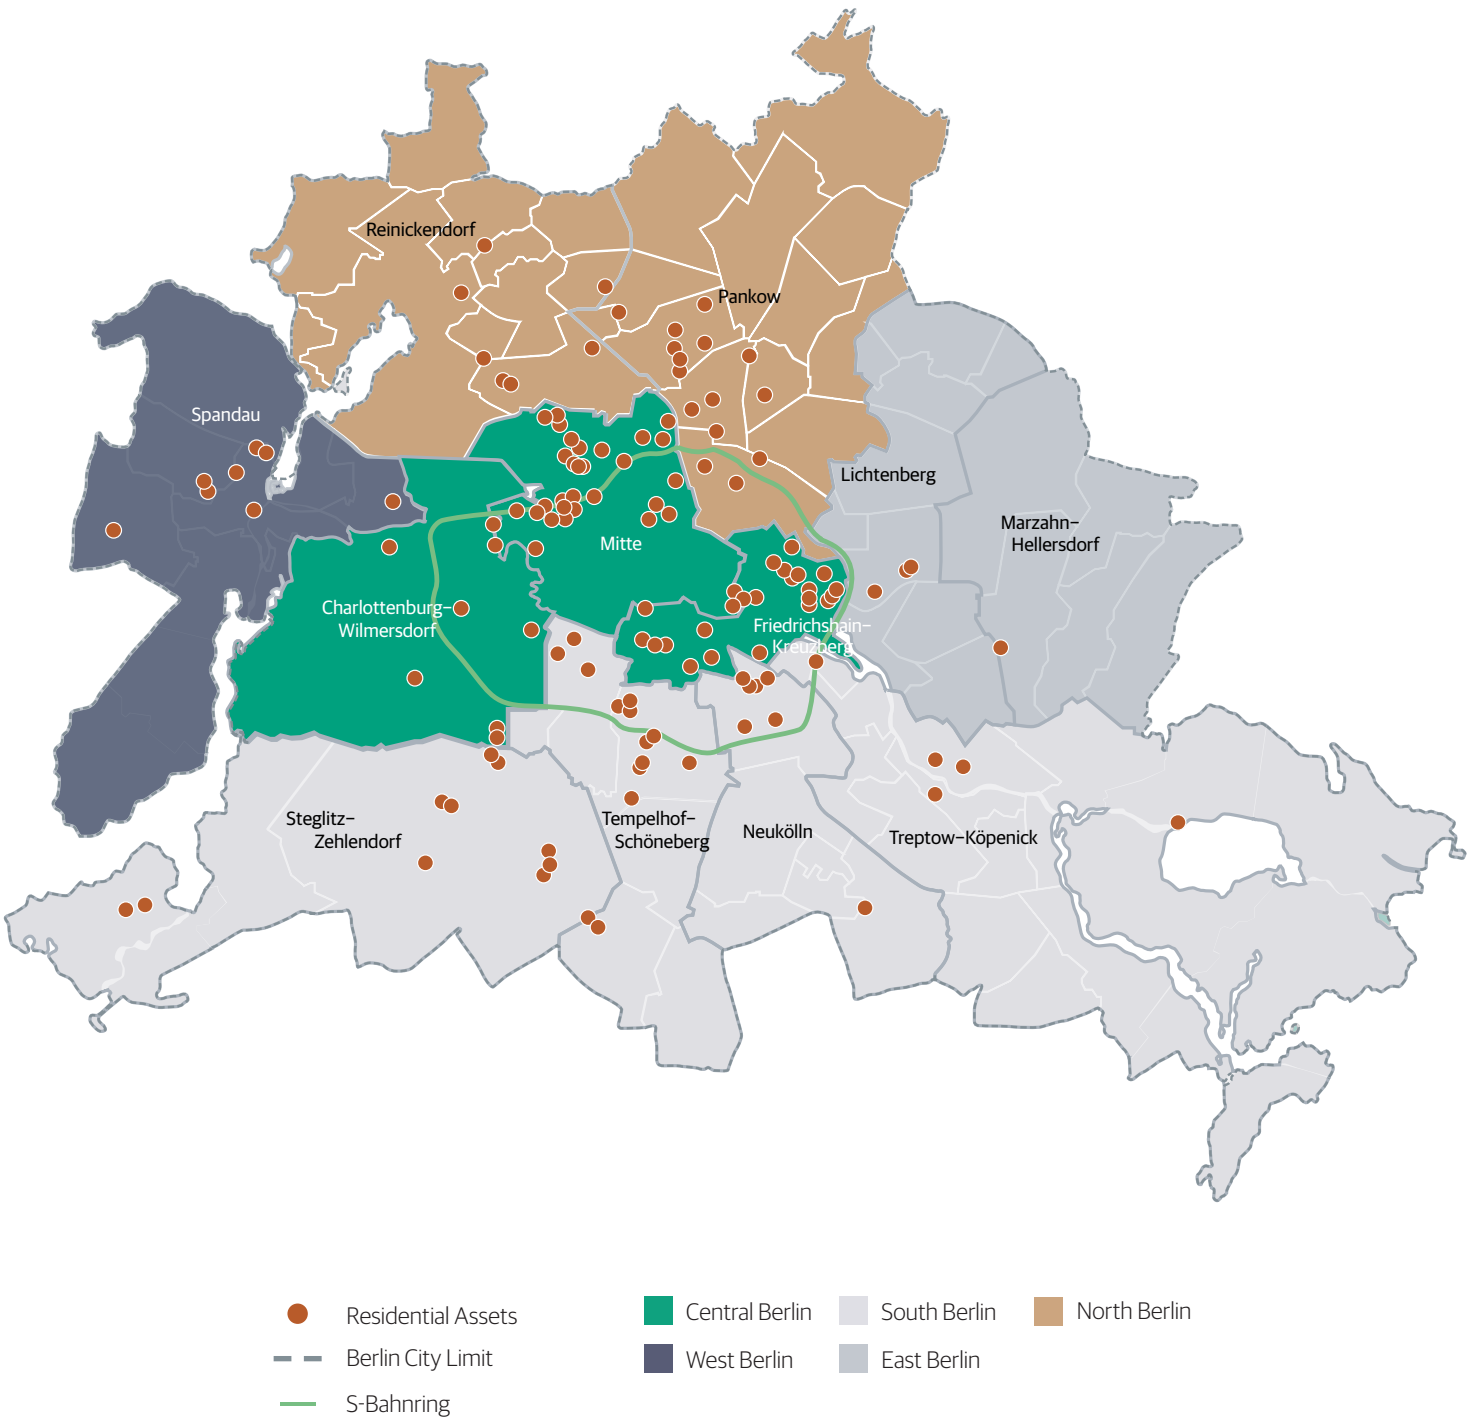 Reinickendorf
Pankow
Spandau
Lichtenberg
Marzahn–
Hellersdorf
Mitte
Charlottenburg–
Wilmersdorf
Friedrichshain–
Kreuzberg
Steglitz–
Zehlendorf
Tempelhof–
Schöneberg
Neukölln
Treptow–Köpenick
Residential Assets
Berlin City Limit
S-Bahnring
Central Berlin
West Berlin
South Berlin
East Berlin
North Berlin